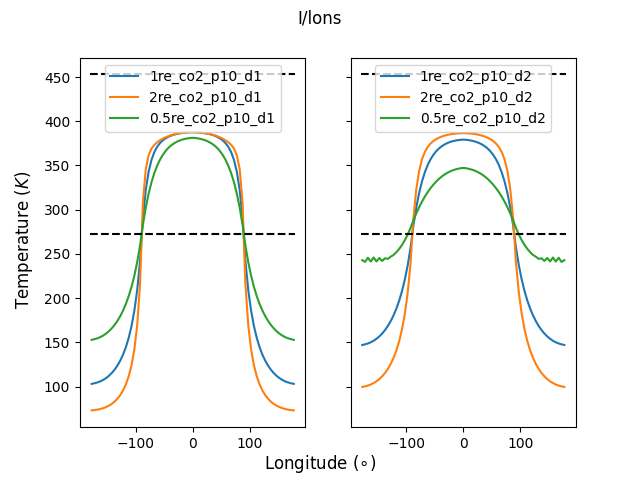 I/lons
1re_co2_p10_d1
2re_co2_p10_d1
0.5re_co2_p10_d1
1re_co2_p10_d2
2re_co2_p10_d2
0.5re_co2_p10_d2
Temperature (K)
450
400
350
300
250
200
150
100
−100
0
100
−100
0
100
Longitude (∘)